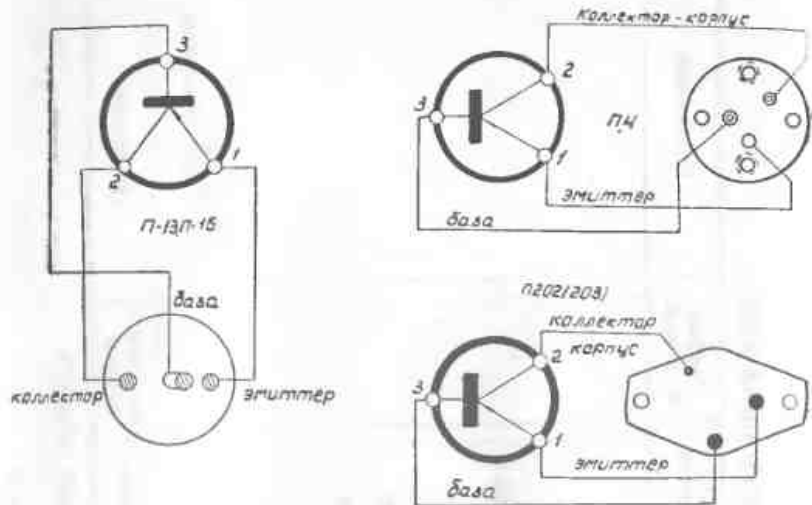 3
2
1
П-13,П-15
база
коллектор
эмиттер
Коллектор-корпус
2
3
П4
1
эмиттер
база
П202(203)
коллектор
2
корпус
3
1
эмиттер
база